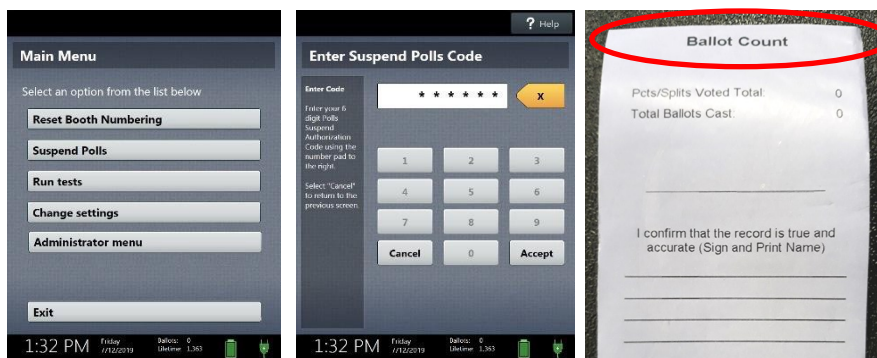 Main Menu
Select an option from the list below
Reset Booth Numbering
Suspend Polls
Run tests
Change settings
Administrator menu
Exit
1:32 PM
Friday
7/12/2019
Ballots: 0
Lifetime 1,363
? Help
Enter Suspend Polls Code
Enter Code
Enter your 6
digit Polls
Suspend
Authorization
Code using the
number pad to
the right.
Select "Cancel"
to return to the
previous screen.
* * * * * *
X
1 2 3
4 5 6
7 8 9
Cancel 0 Accept
1:32 PM
Friday
7/12/2019
Ballots: 0
Lifetime 1,363
Ballot Count
Pcts/Splits Voted Total: 0
Total Ballots Cast: 0
I confirm that the record is true and
accurate (Sign and Print Name)